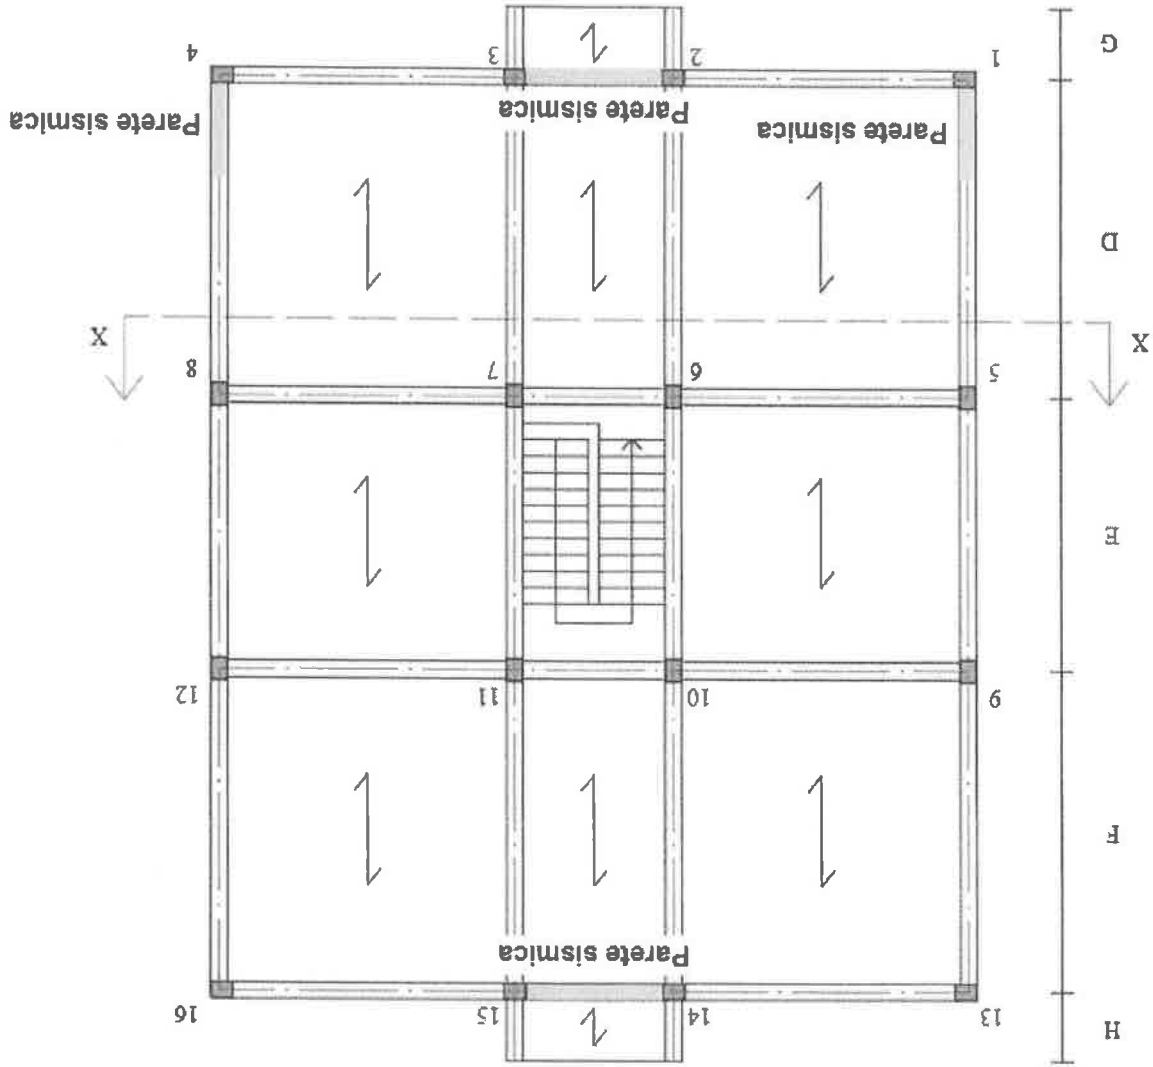 H
13 14 15 16
Parete sismica
F
9 10 11 12
E
5 6 7 8
X X
D
Parete sismica Parete sismica Parete sismica
1 2 3 4
G